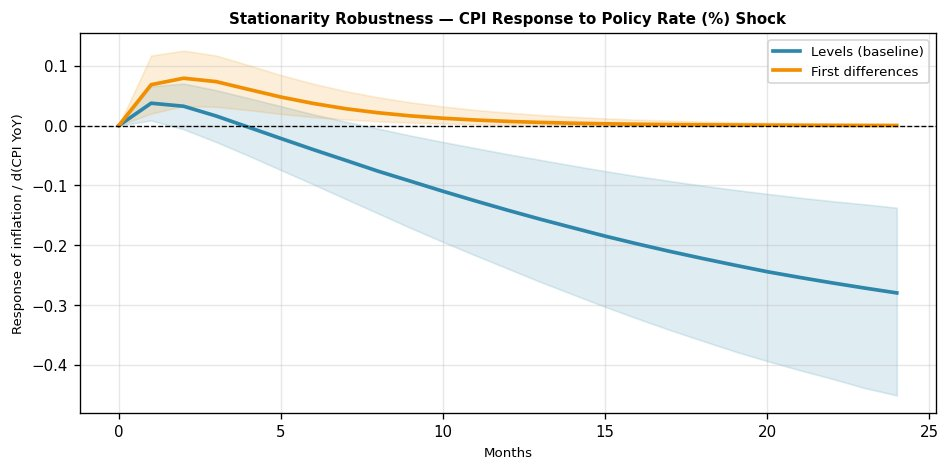 Stationarity Robustness — CPI Response to Policy Rate (%) Shock
Response of inflation / d(CPI YoY)
0.1
0.0
−0.1
−0.2
−0.3
−0.4
Levels (baseline)
First differences
0 5 10 15 20 25
Months